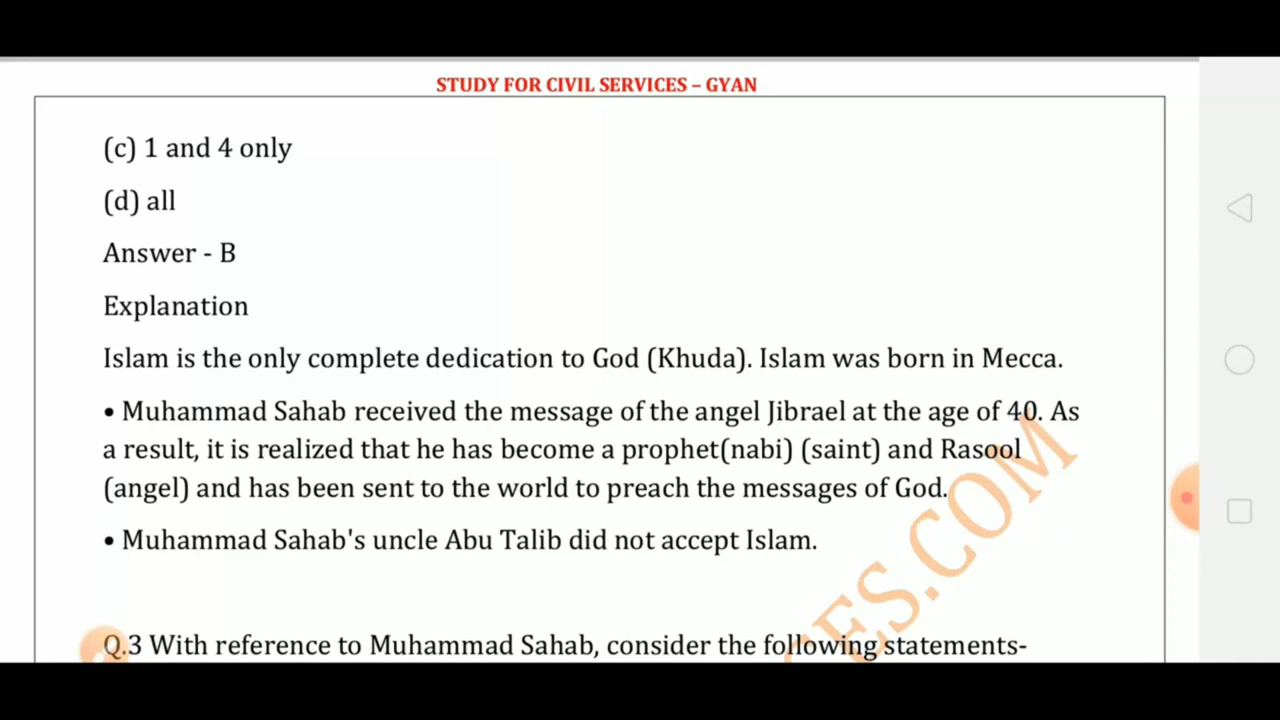 STUDY FOR CIVIL SERVICES – GYAN
(c) 1 and 4 only
(d) all
Answer - B
Explanation
Islam is the only complete dedication to God (Khuda). Islam was born in Mecca.
• Muhammad Sahab received the message of the angel Jibrael at the age of 40. As
a result, it is realized that he has become a prophet(nabi) (saint) and Rasool
(angel) and has been sent to the world to preach the messages of God.
• Muhammad Sahab's uncle Abu Talib did not accept Islam.
CES.COM
Q.3 With reference to Muhammad Sahab, consider the following statements-